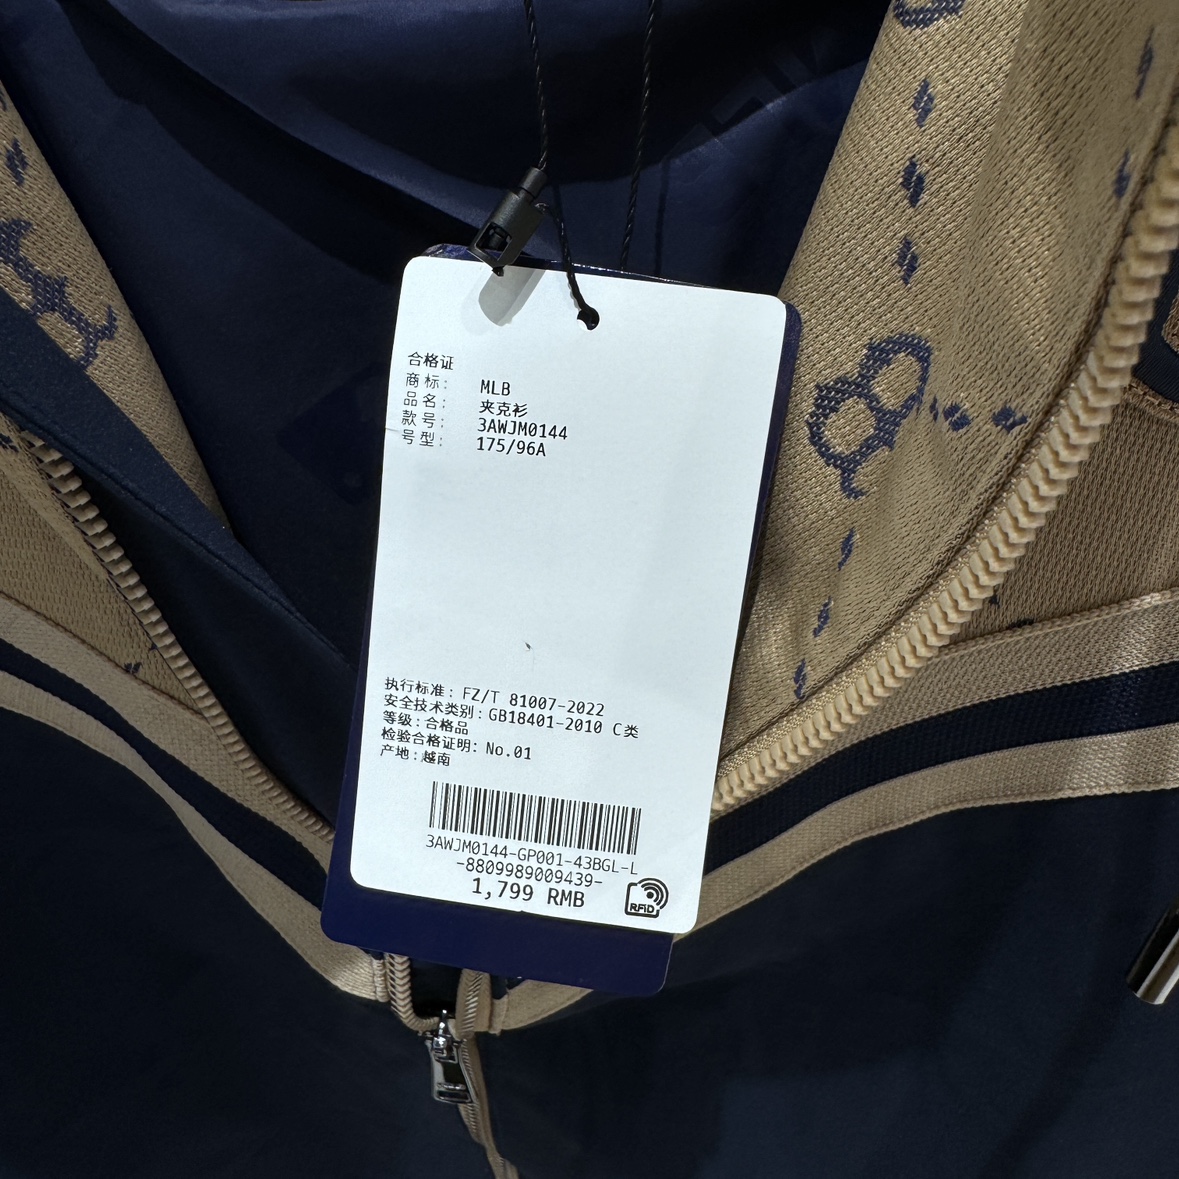 合格证
商标： MLB
品名： 夹克衫
款号： 3AWJM0144
号型： 175/96A
执行标准：FZ/T 81007-2022
安全技术类别：GB18401-2010 C类
等级：合格品
检验合格证明：No.01
产地：越南
3AWJM0144-GP001-43BGL-L
-8809989009439-
1,799 RMB
RFID